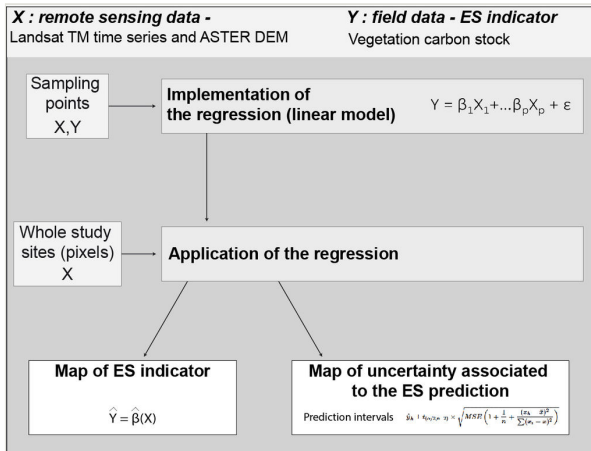 X : remote sensing data -
Landsat TM time series and ASTER DEM
Y : field data - ES indicator
Vegetation carbon stock
Sampling
points
X,Y
Implementation of
the regression (linear model)
Y = β₁X₁+...βₚXₚ + ε
Whole study
sites (pixels)
X
Application of the regression
Map of ES indicator
Ŷ = β̂(X)
Map of uncertainty associated
to the ES prediction
Prediction intervals